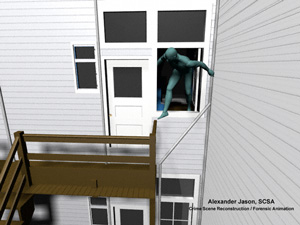 Alexander Jason, SCSA
Crime Scene Reconstruction / Forensic Animation